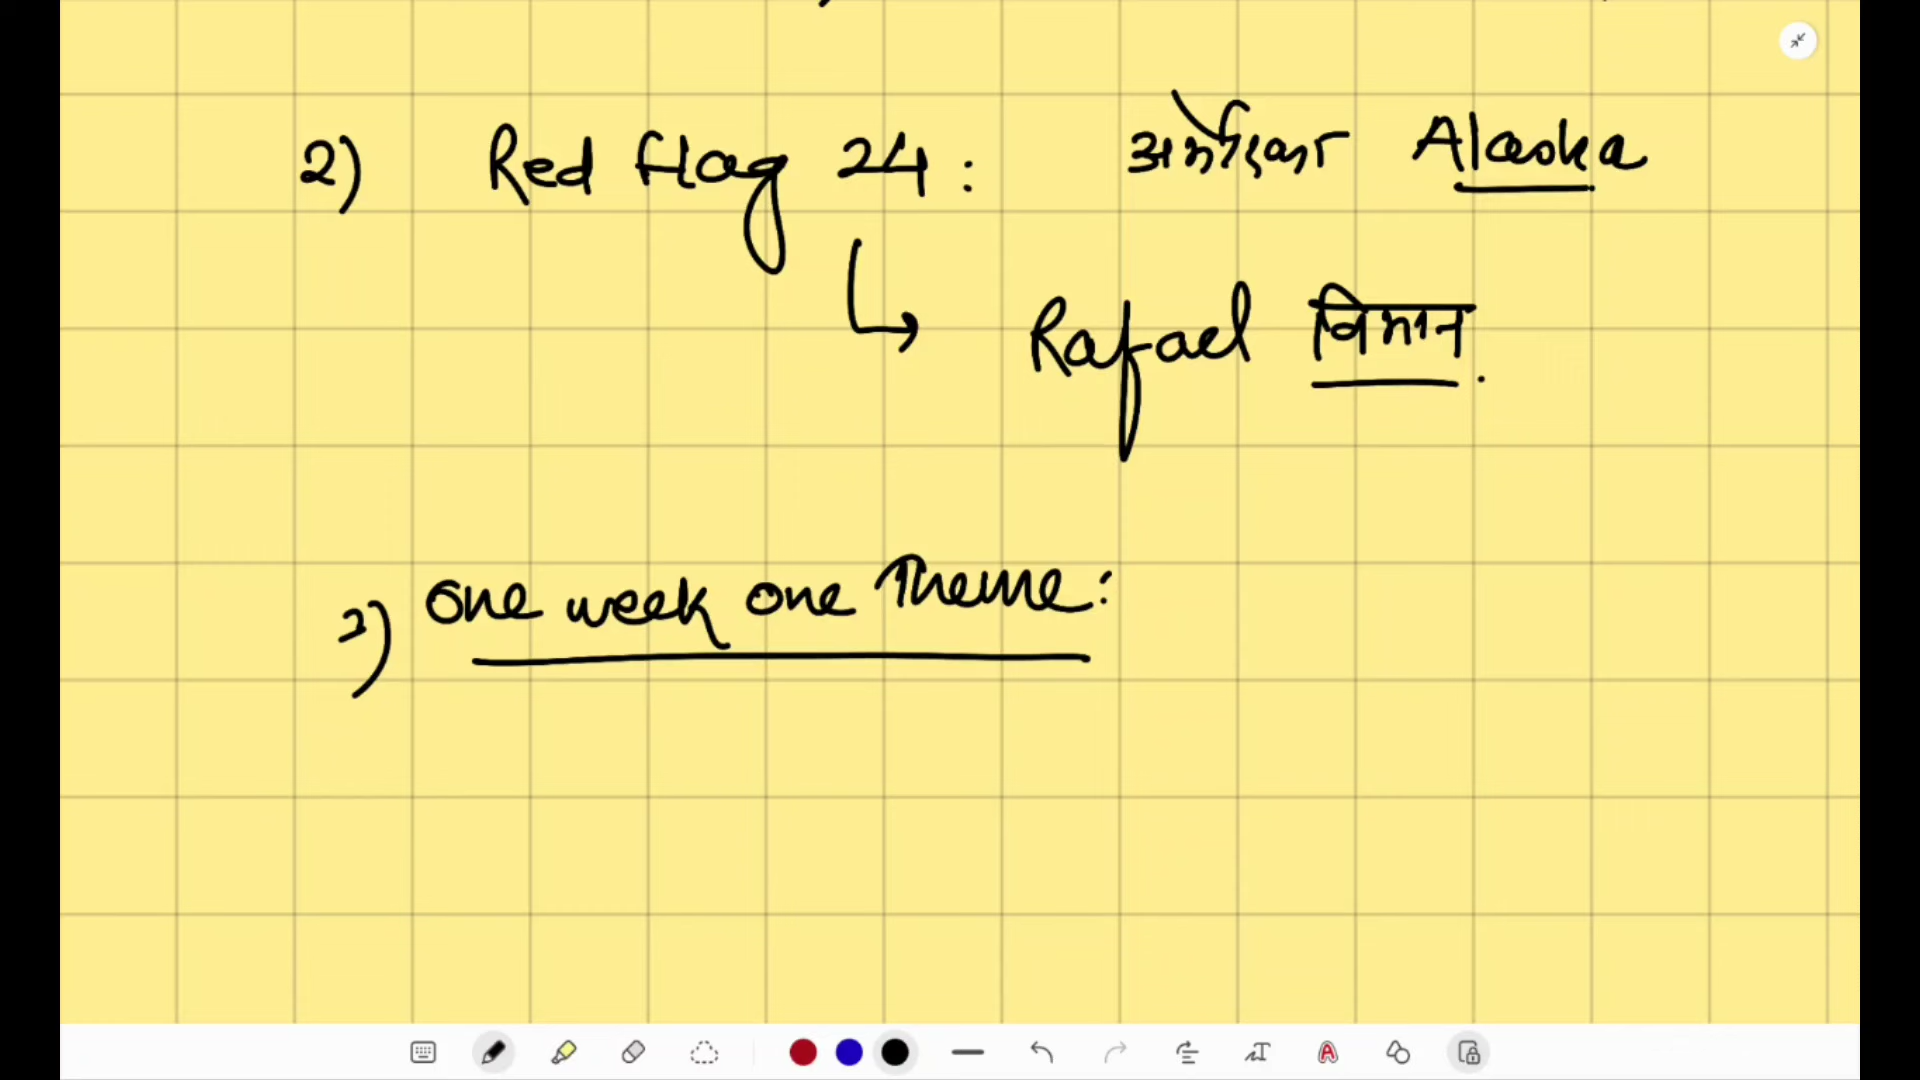 2) Red flag 24 : अमेरिका Alaska
Rafael विमान .
2) One week one Theme :